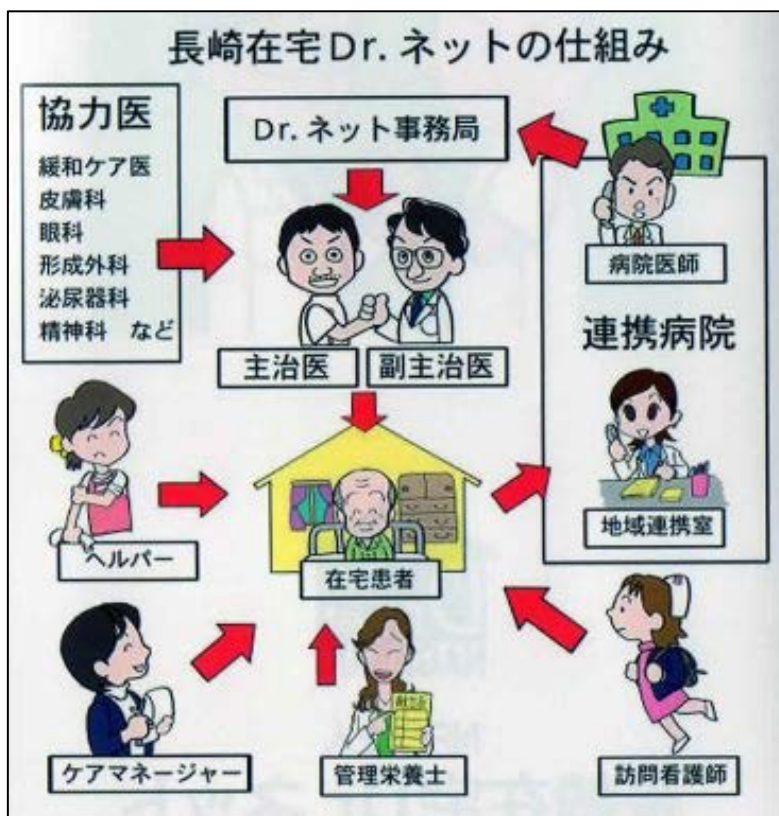 長崎在宅Dr.ネットの仕組み
協力医
緩和ケア医
皮膚科
眼科
形成外科
泌尿器科
精神科 など
Dr.ネット事務局
病院医師
連携病院
主治医
副主治医
地域連携室
ヘルパー
在宅患者
ケアマネージャー
管理栄養士
訪問看護師